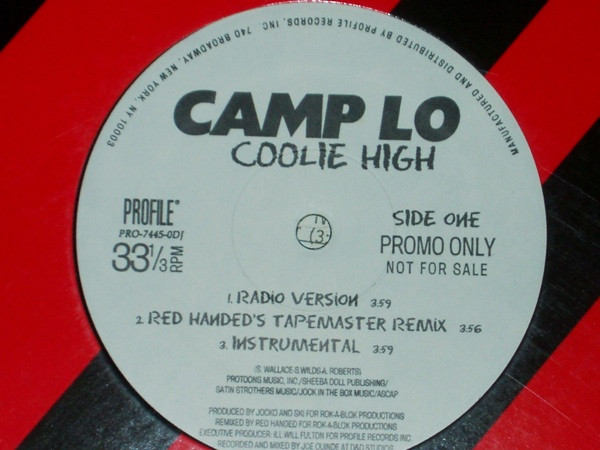 MANUFACTURED AND DISTRIBUTED BY PROFILE RECORDS, INC. 740 BROADWAY, NEW YORK, NY 10003
CAMP LO
COOLIE HIGH
PROFILE®
PRO-7445-0DJ
33 1/3 RPM
SIDE ONE
PROMO ONLY
NOT FOR SALE
1. RADIO VERSION 3:59
2. RED HANDED'S TAPEMASTER REMIX 3:56
3. INSTRUMENTAL 3:59
(S. WALLACE-S.WILDS-A. ROBERTS)
PROTOONS MUSIC, INC./SHEEBA DOLL PUBLISHING/
SATIN STROTHERS MUSIC/JOCK IN THE BOX MUSIC/ASCAP
PRODUCED BY JOCKO AND SKI FOR ROK-A-BLOK PRODUCTIONS
REMIXED BY RED HANDED FOR ROK-A-BLOK PRODUCTIONS
EXECUTIVE PRODUCER: ILL WILL FULTON FOR PROFILE RECORDS INC.
RECORDED AND MIXED BY JOE QUINDE AT D&D STUDIOS